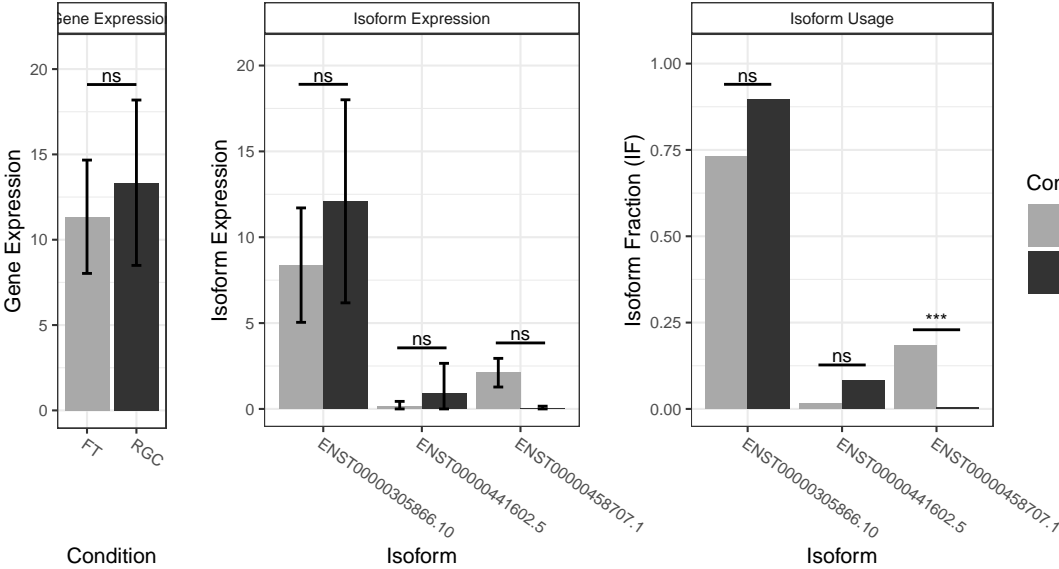 Gene Expression
Isoform Expression
Isoform Usage
Gene Expression
20
15
10
5
0
ns
FT
RGC
Condition
Isoform Expression
20
15
10
5
0
ns
ns
ns
ENST00000305866.10
ENST00000441602.5
ENST00000458707.1
Isoform
Isoform Fraction (IF)
1.00
0.75
0.50
0.25
0.00
ns
ns
***
ENST00000305866.10
ENST00000441602.5
ENST00000458707.1
Isoform